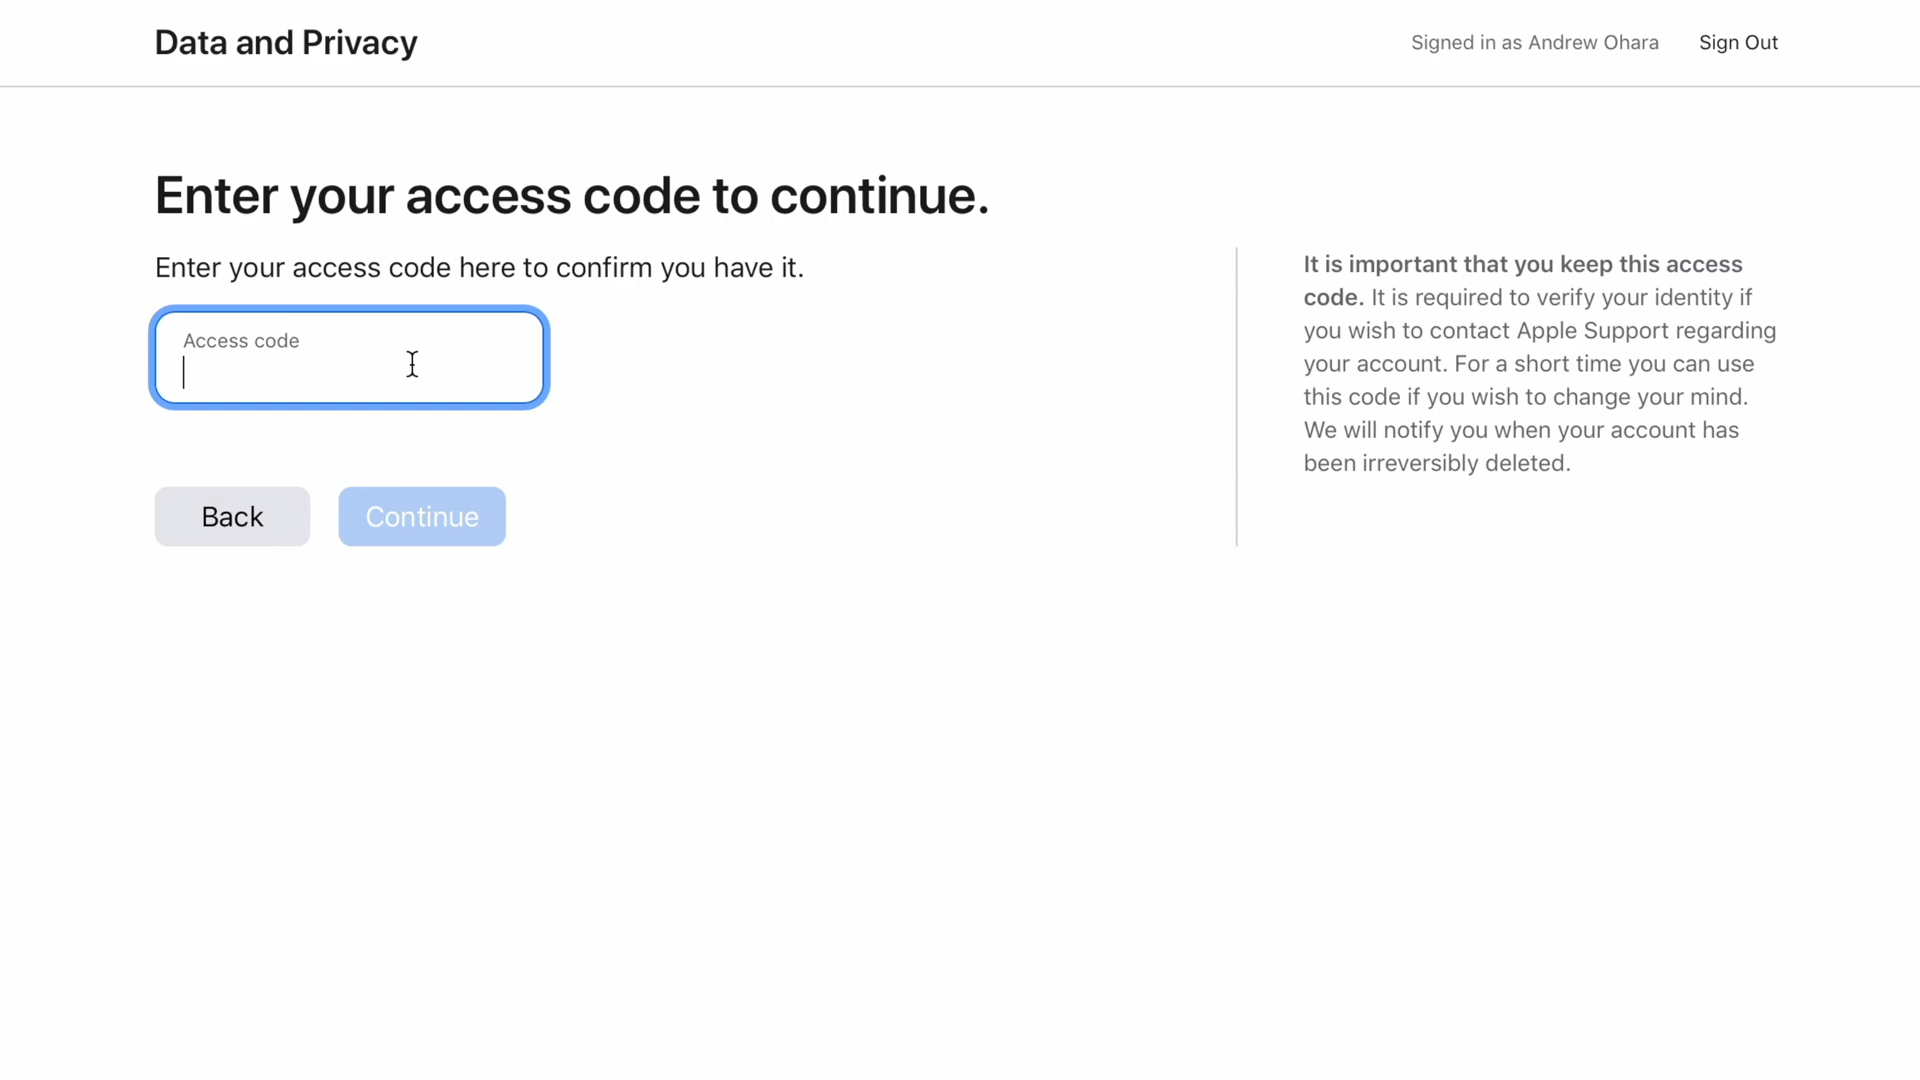 Data and Privacy
Signed in as Andrew Ohara
Sign Out
Enter your access code to continue.
Enter your access code here to confirm you have it.
Access code
Back
Continue
It is important that you keep this access
code. It is required to verify your identity if
you wish to contact Apple Support regarding
your account. For a short time you can use
this code if you wish to change your mind.
We will notify you when your account has
been irreversibly deleted.